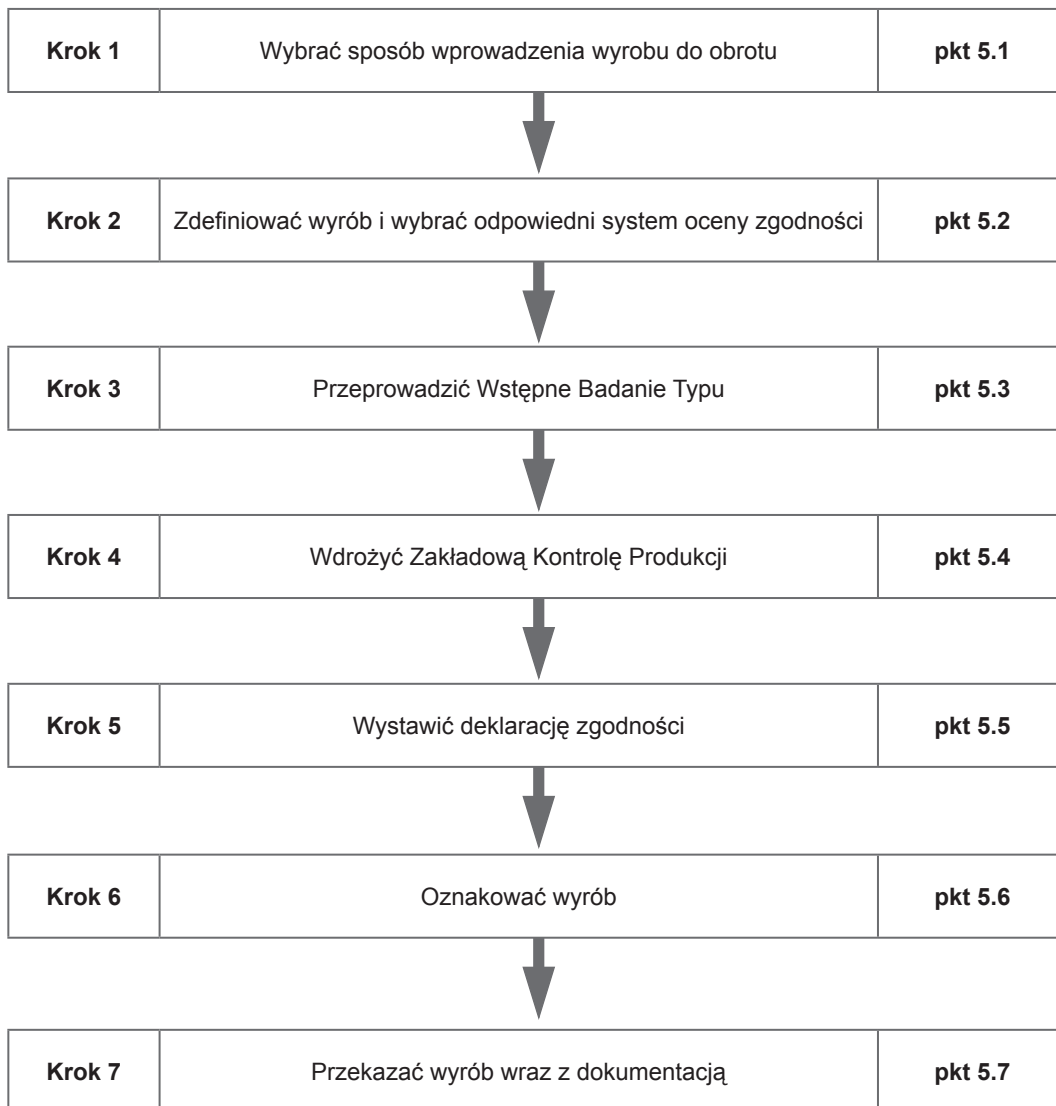 Krok 1 Wybrać sposób wprowadzenia wyrobu do obrotu pkt 5.1
Krok 2 Zdefiniować wyrób i wybrać odpowiedni system oceny zgodności pkt 5.2
Krok 3 Przeprowadzić Wstępne Badanie Typu pkt 5.3
Krok 4 Wdrożyć Zakładową Kontrolę Produkcji pkt 5.4
Krok 5 Wystawić deklarację zgodności pkt 5.5
Krok 6 Oznakować wyrób pkt 5.6
Krok 7 Przekazać wyrób wraz z dokumentacją pkt 5.7